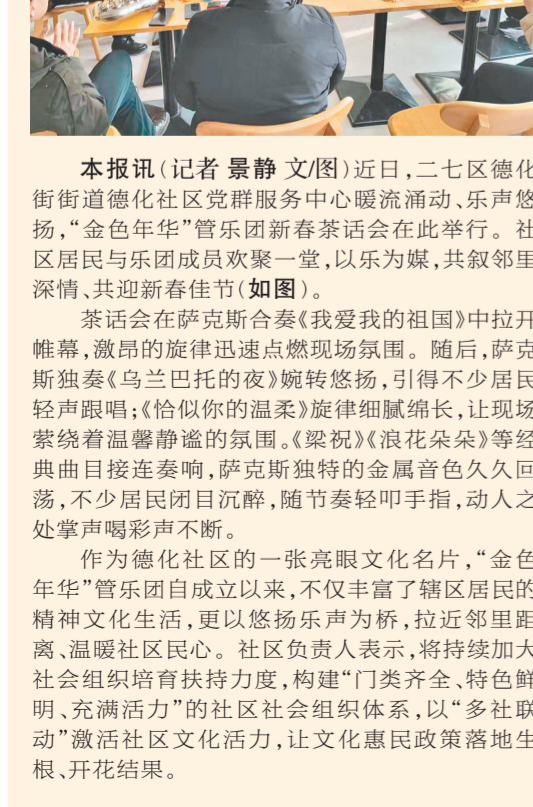 本报讯（记者 景静 文/图）近日，二七区德化
街街道德化社区党群服务中心暖流涌动、乐声悠
扬，“金色年华”管乐团新春茶话会在此举行。社
区居民与乐团成员欢聚一堂，以乐为媒，共叙邻里
深情、共迎新春佳节（如图）。
茶话会在萨克斯合奏《我爱我的祖国》中拉开
帷幕，激昂的旋律迅速点燃现场氛围。随后，萨克
斯独奏《乌兰巴托的夜》婉转悠扬，引得不少居民
轻声跟唱；《恰似你的温柔》旋律细腻绵长，让现场
萦绕着温馨静谧的氛围。《梁祝》《浪花朵朵》等经
典曲目接连奏响，萨克斯独特的金属音色久久回
荡，不少居民闭目沉醉，随节奏轻叩手指，动人之
处掌声喝彩声不断。
作为德化社区的一张亮眼文化名片，“金色
年华”管乐团自成立以来，不仅丰富了辖区居民的
精神文化生活，更以悠扬乐声为桥，拉近邻里距
离、温暖社区民心。社区负责人表示，将持续加大
社会组织培育扶持力度，构建“门类齐全、特色鲜
明、充满活力”的社区社会组织体系，以“多社联
动”激活社区文化活力，让文化惠民政策落地生
根、开花结果。